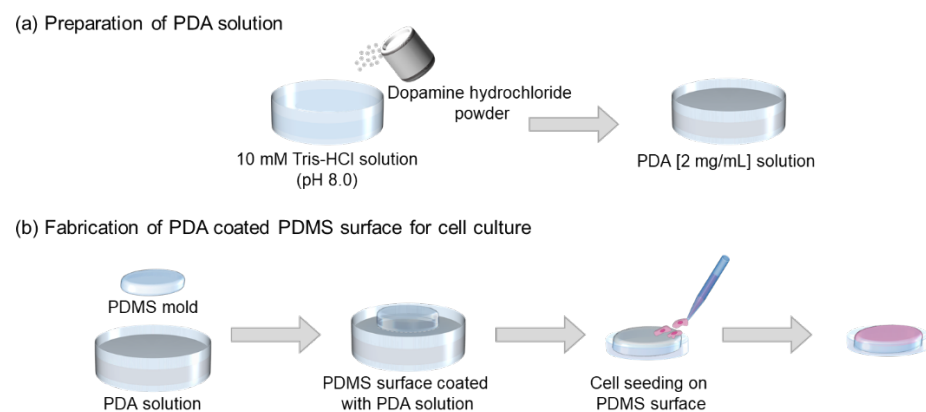 (a) Preparation of PDA solution
Dopamine hydrochloride
powder
10 mM Tris-HCl solution
(pH 8.0)
PDA [2 mg/mL] solution
(b) Fabrication of PDA coated PDMS surface for cell culture
PDMS mold
PDA solution
PDMS surface coated
with PDA solution
Cell seeding on
PDMS surface